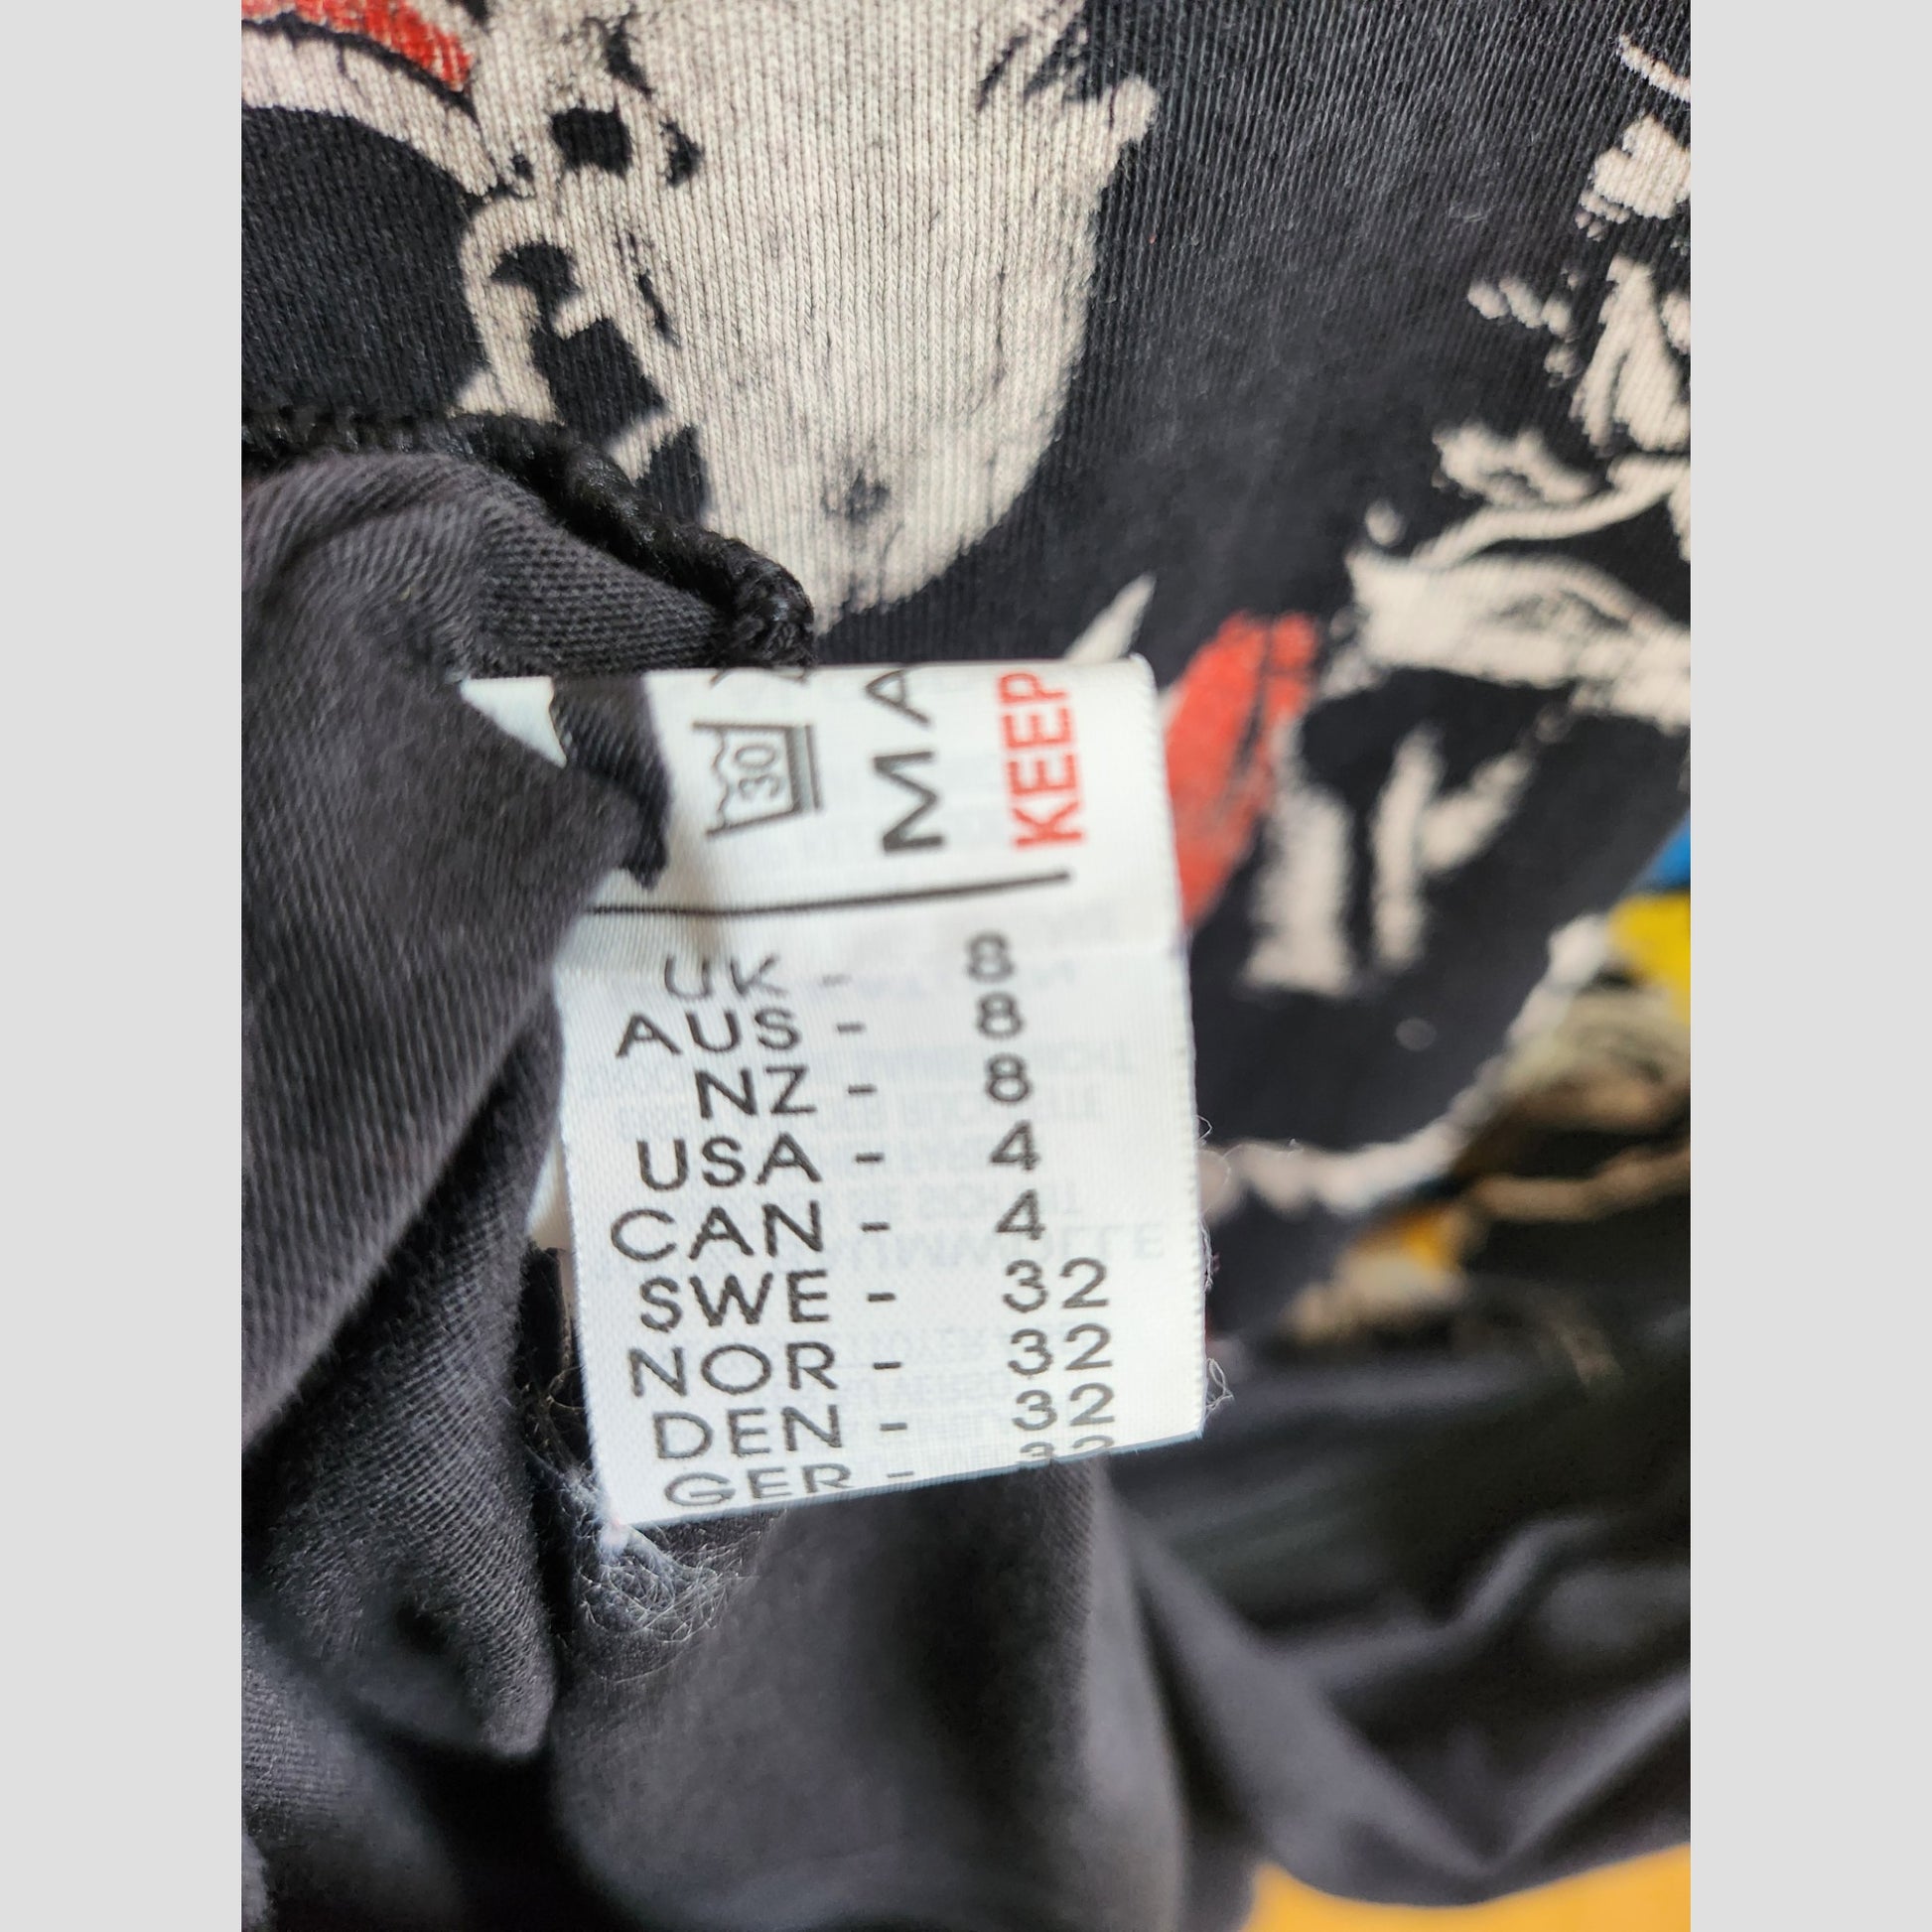 UK - 8
AUS - 8
NZ - 8
USA - 4
CAN - 4
SWE - 32
NOR - 32
DEN - 32
GER - 32
30
MA
KEEP